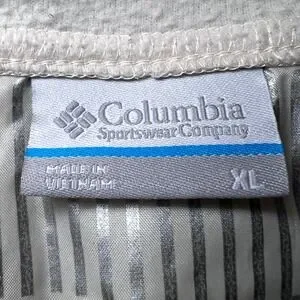 Columbia
Sportswear Company
MADE IN
VIETNAM
XL